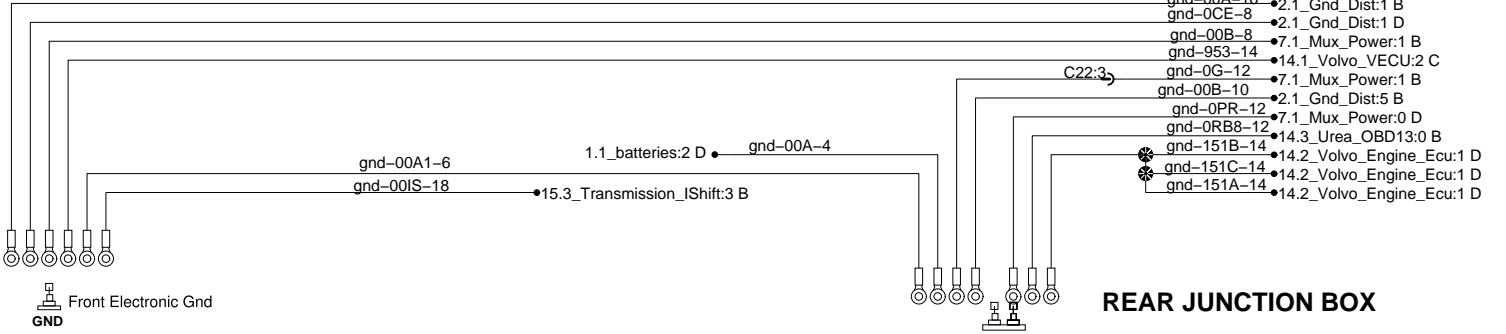 2.1_Gnd_Dist:1 B
gnd-0CE-8
2.1_Gnd_Dist:1 D
gnd-00B-8
7.1_Mux_Power:1 B
gnd-953-14
14.1_Volvo_VECU:2 C
C22:3
gnd-0G-12
7.1_Mux_Power:1 B
gnd-00B-10
2.1_Gnd_Dist:5 B
gnd-0PR-12
7.1_Mux_Power:0 D
gnd-0RB8-12
14.3_Urea_OBD13:0 B
1.1_batteries:2 D
gnd-00A-4
gnd-151B-14
14.2_Volvo_Engine_Ecu:1 D
gnd-00A1-6
gnd-151C-14
14.2_Volvo_Engine_Ecu:1 D
gnd-00IS-18
15.3_Transmission_IShift:3 B
gnd-151A-14
14.2_Volvo_Engine_Ecu:1 D
Front Electronic Gnd
GND
REAR JUNCTION BOX